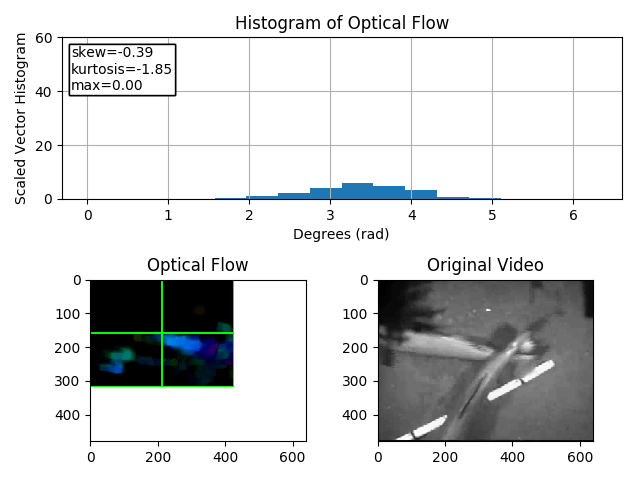 Histogram of Optical Flow
skew=-0.39
kurtosis=-1.85
max=0.00
Scaled Vector Histogram
60
40
20
0
0 1 2 3 4 5 6
Degrees (rad)
Optical Flow
0
100
200
300
400
0 200 400 600
Original Video
0
100
200
300
400
0 200 400 600